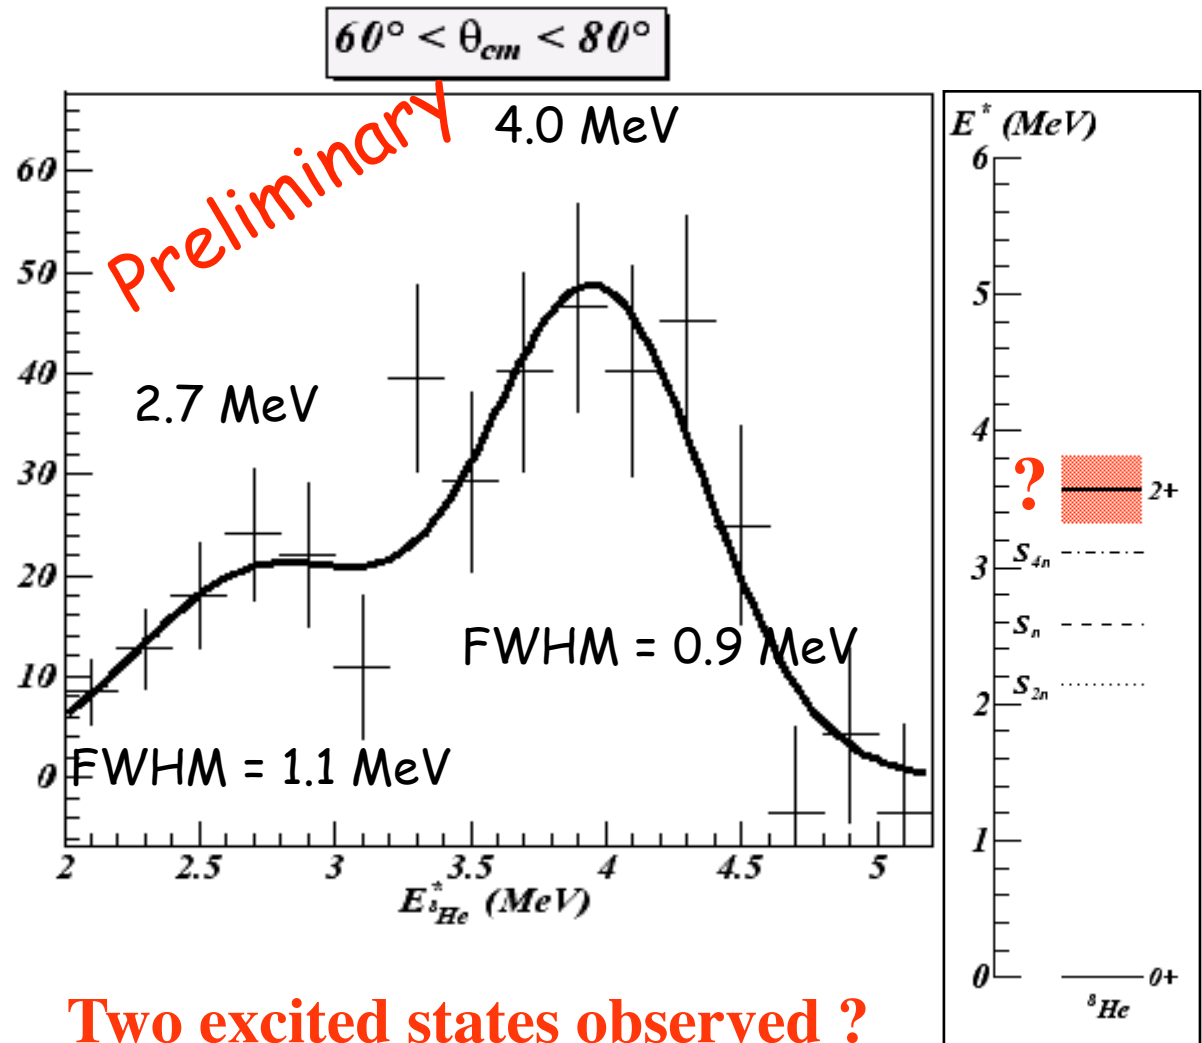 60° < θcm < 80°
Preliminary
4.0 MeV
2.7 MeV
FWHM = 0.9 MeV
FWHM = 1.1 MeV
60
50
40
30
20
10
0
2 2.5 3 3.5 4 4.5 5
E*8He (MeV)
E* (MeV)
6
5
4
? 2+
S4n
3
Sn
S2n
2
1
0 0+
8He
Two excited states observed ?